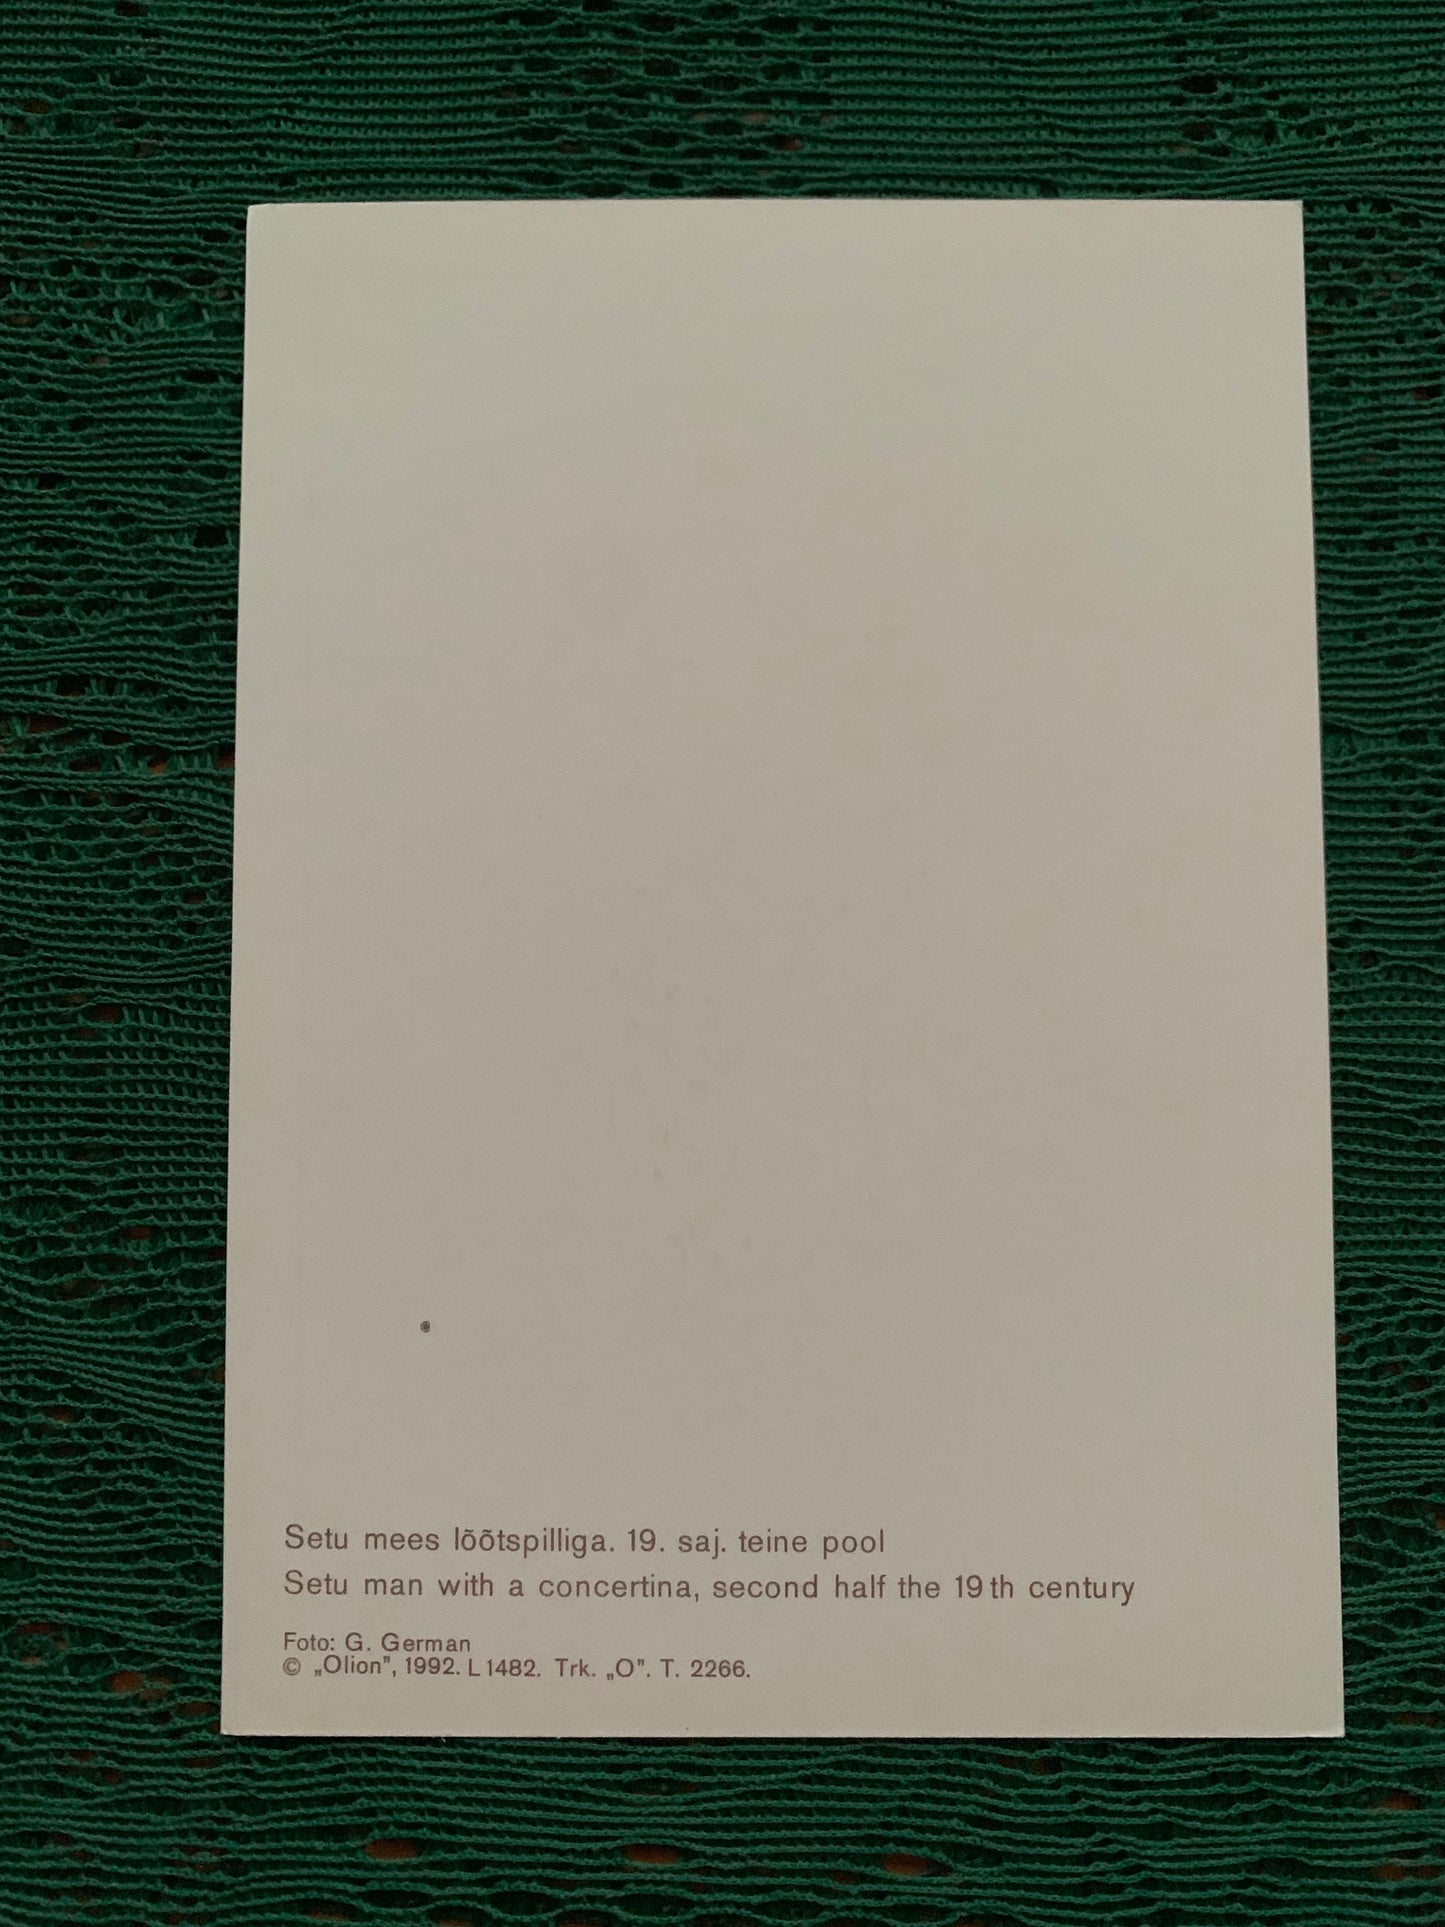 Setu mees lõõtspilliga. 19. saj. teine pool
Setu man with a concertina, second half the 19th century
Foto: G. German
© „Olion”, 1992. L 1482. Trk. „O”. T. 2266.